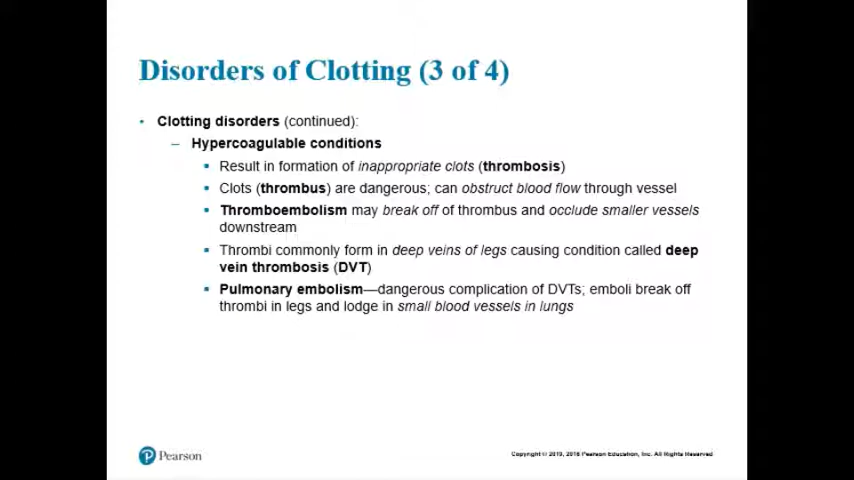 Disorders of Clotting (3 of 4)
• Clotting disorders (continued):
– Hypercoagulable conditions
▪ Result in formation of inappropriate clots (thrombosis)
▪ Clots (thrombus) are dangerous; can obstruct blood flow through vessel
▪ Thromboembolism may break off of thrombus and occlude smaller vessels
downstream
▪ Thrombi commonly form in deep veins of legs causing condition called deep
vein thrombosis (DVT)
▪ Pulmonary embolism—dangerous complication of DVTs; emboli break off
thrombi in legs and lodge in small blood vessels in lungs
Pearson
Copyright © 2019, 2016 Pearson Education, Inc. All Rights Reserved